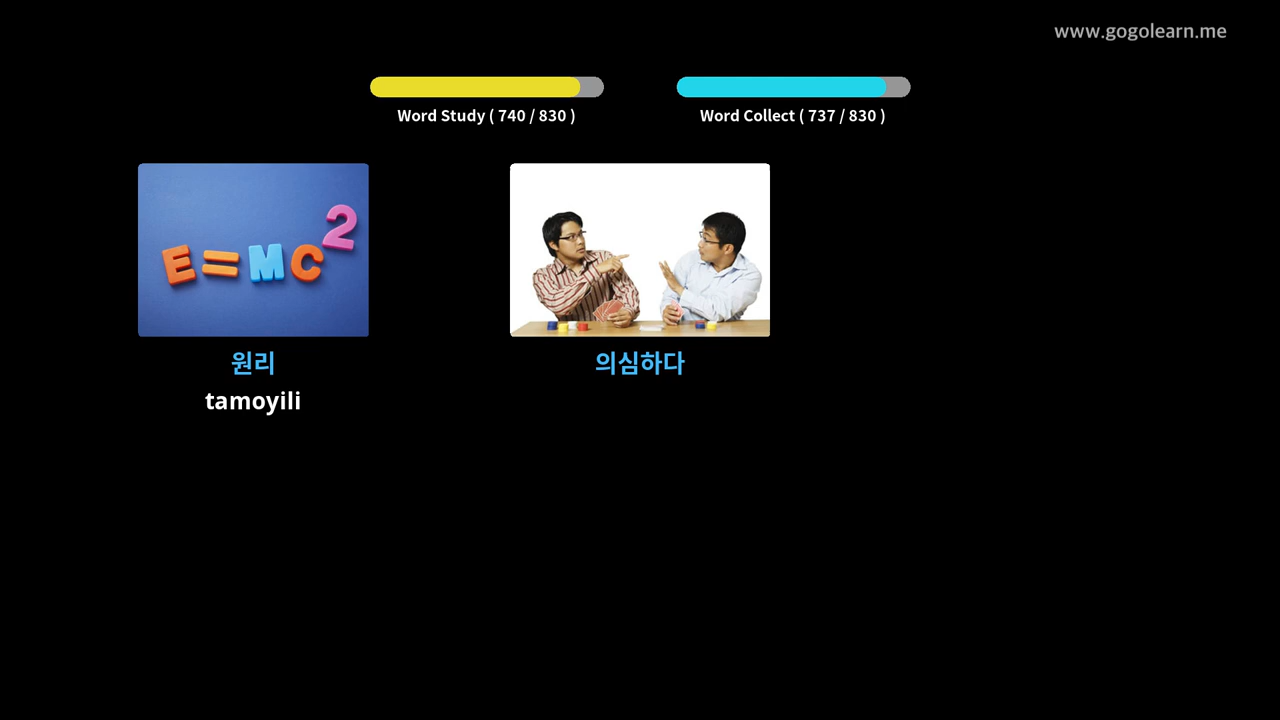 www.gogolearn.me
Word Study ( 740 / 830 )
Word Collect ( 737 / 830 )
E=MC2
원리
tamoyili
의심하다